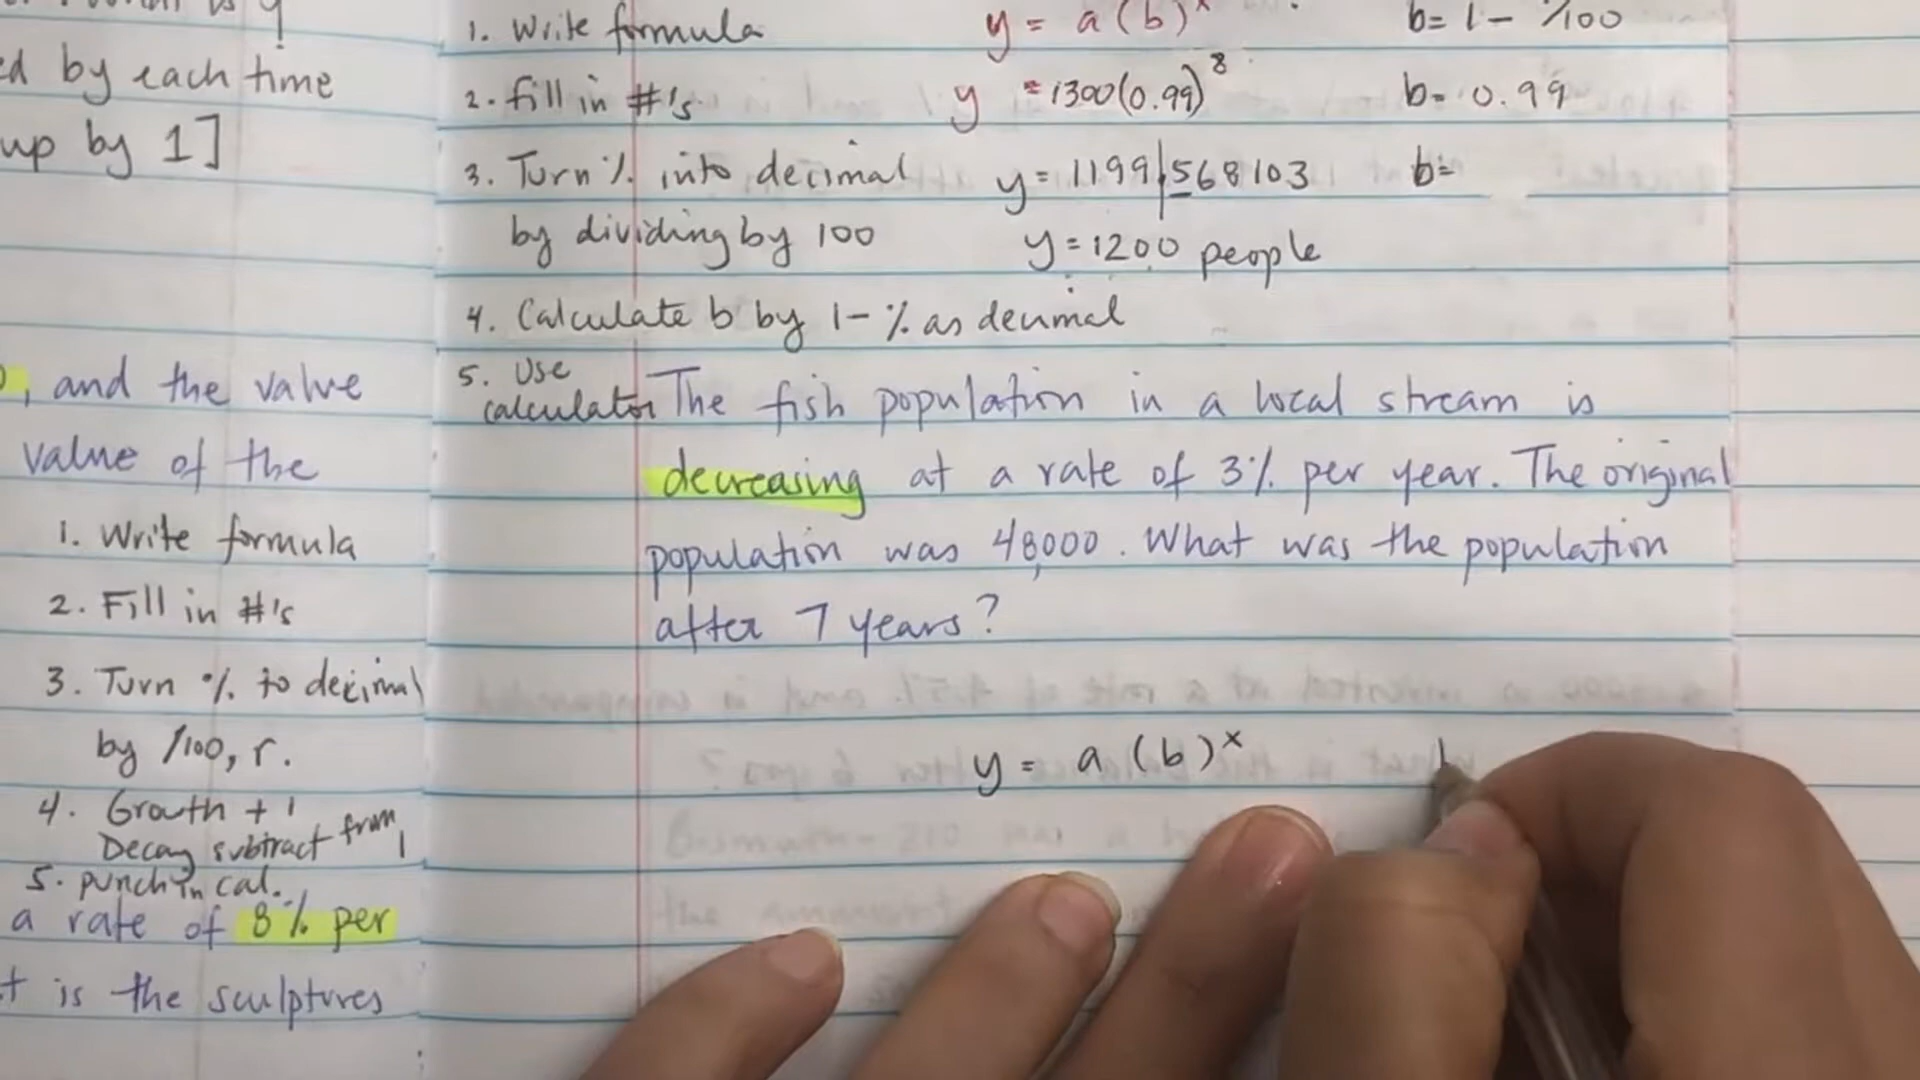 ed by each time
up by 1]
, and the value
value of the
1. Write formula
2. Fill in #'s
3. Turn % to decimal
by /100, r.
4. Growth + 1
Decay subtract from 1
5. punch in cal.
a rate of 8% per
t is the sculptures
1. Write formula y = a(b)ˣ b= 1 - %/100
2. Fill in #'s y = 1300(0.99)⁸ b= 0.99
3. Turn % into decimal y = 1199|568103 b=
by dividing by 100 y = 1200 people
4. Calculate b by 1 - % as decimal
5. Use
calculator
The fish population in a local stream is
decreasing at a rate of 3% per year. The original
population was 48,000. What was the population
after 7 years?
y = a(b)ˣ